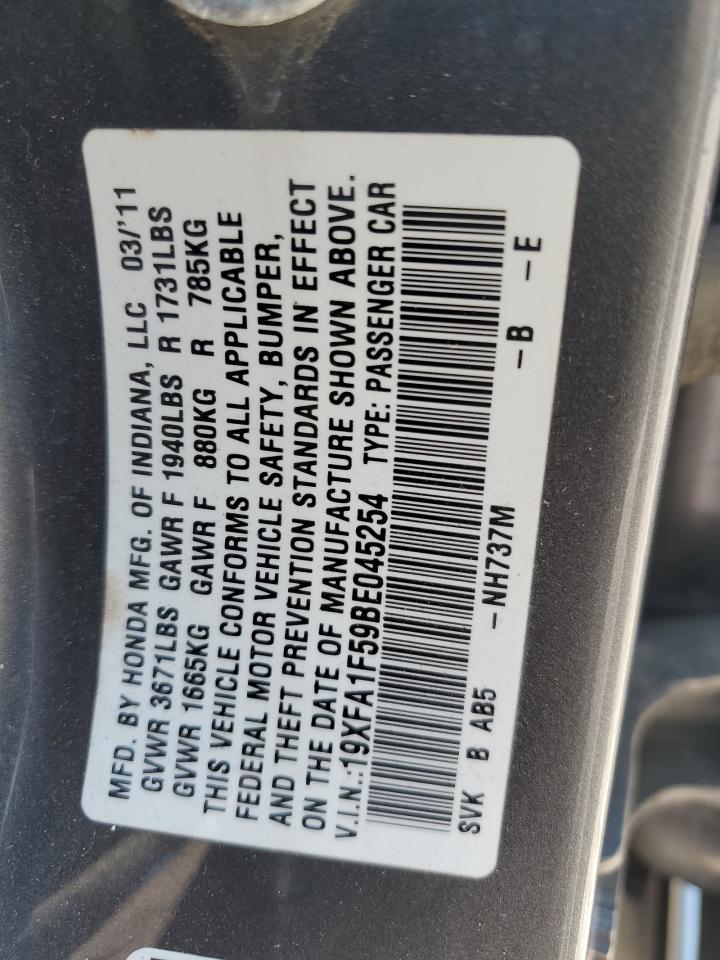 MFD. BY HONDA MFG. OF INDIANA, LLC 03/'11
GVWR 3671LBS GAWR F 1940LBS R 1731LBS
GVWR 1665KG GAWR F 880KG R 785KG
THIS VEHICLE CONFORMS TO ALL APPLICABLE
FEDERAL MOTOR VEHICLE SAFETY, BUMPER,
AND THEFT PREVENTION STANDARDS IN EFFECT
ON THE DATE OF MANUFACTURE SHOWN ABOVE.
V.I.N.:19XFA1F59BE045254 TYPE: PASSENGER CAR
SVK B AB5 -NH737M -B -E